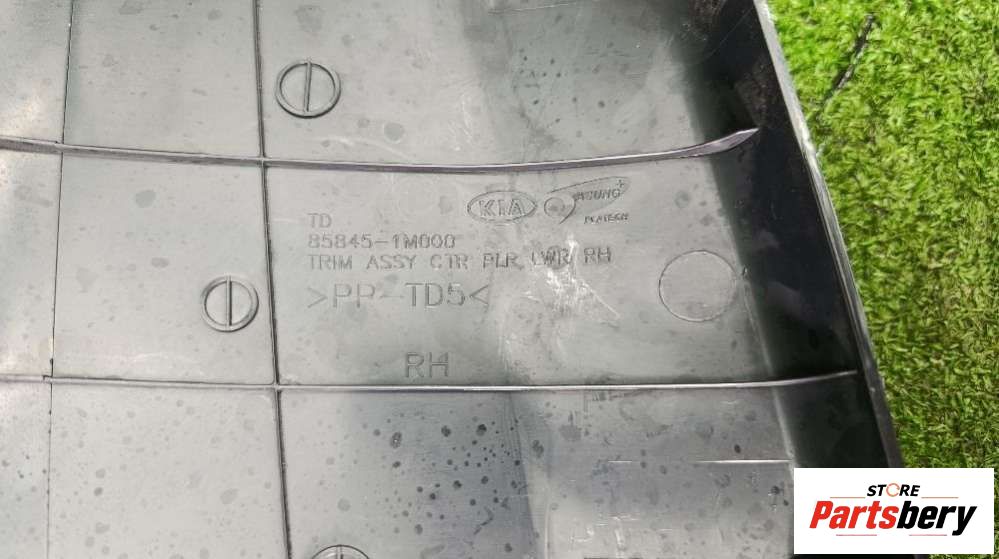 KIA
TD
85845-1M000
TRIM ASSY CTR PLR LWR RH
>PP-TD5<
RH
STORE
Partsbery